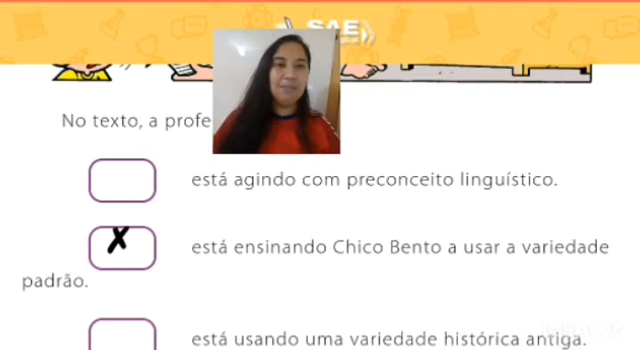 SAE
No texto, a profe
está agindo com preconceito linguístico.
X
está ensinando Chico Bento a usar a variedade
padrão.
está usando uma variedade histórica antiga.